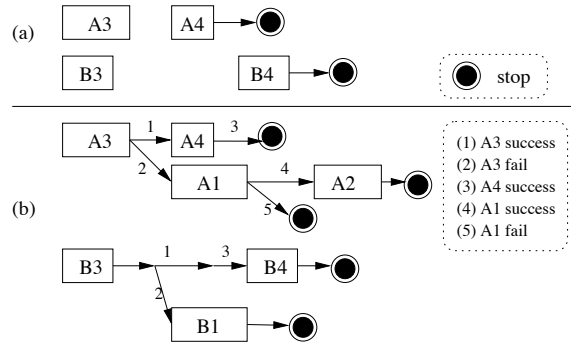 (a)
A3 A4
B3 B4
stop
(b)
A3 1 A4 3
2 A1 4 A2
5
B3 1 3 B4
2
B1
(1) A3 success
(2) A3 fail
(3) A4 success
(4) A1 success
(5) A1 fail